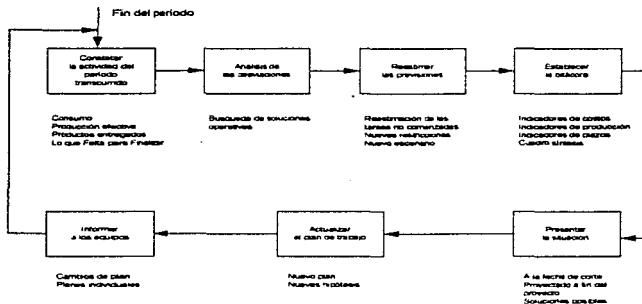 Fin del período
Constatar
la actividad del
período
transcurrido
Análisis de
las desviaciones
Reestimar
las previsiones
Establecer
la bitácora
Consumo
Producción efectiva
Productos entregados
Lo que Falta para Finalizar
Búsqueda de soluciones
operativas
Reestimación de las
tareas no comenzadas
Nuevas restricciones
Nuevo escenario
Indicadores de costos
Indicadores de producción
Indicadores de plazos
Cuadro síntesis
Informar
a los equipos
Actualizar
el plan de trabajo
Presentar
la situación
Cambios de plan
Planes individuales
Nuevo plan
Nuevas hipótesis
A la fecha de corte
Proyectado a fin del
proyecto
Soluciones posibles